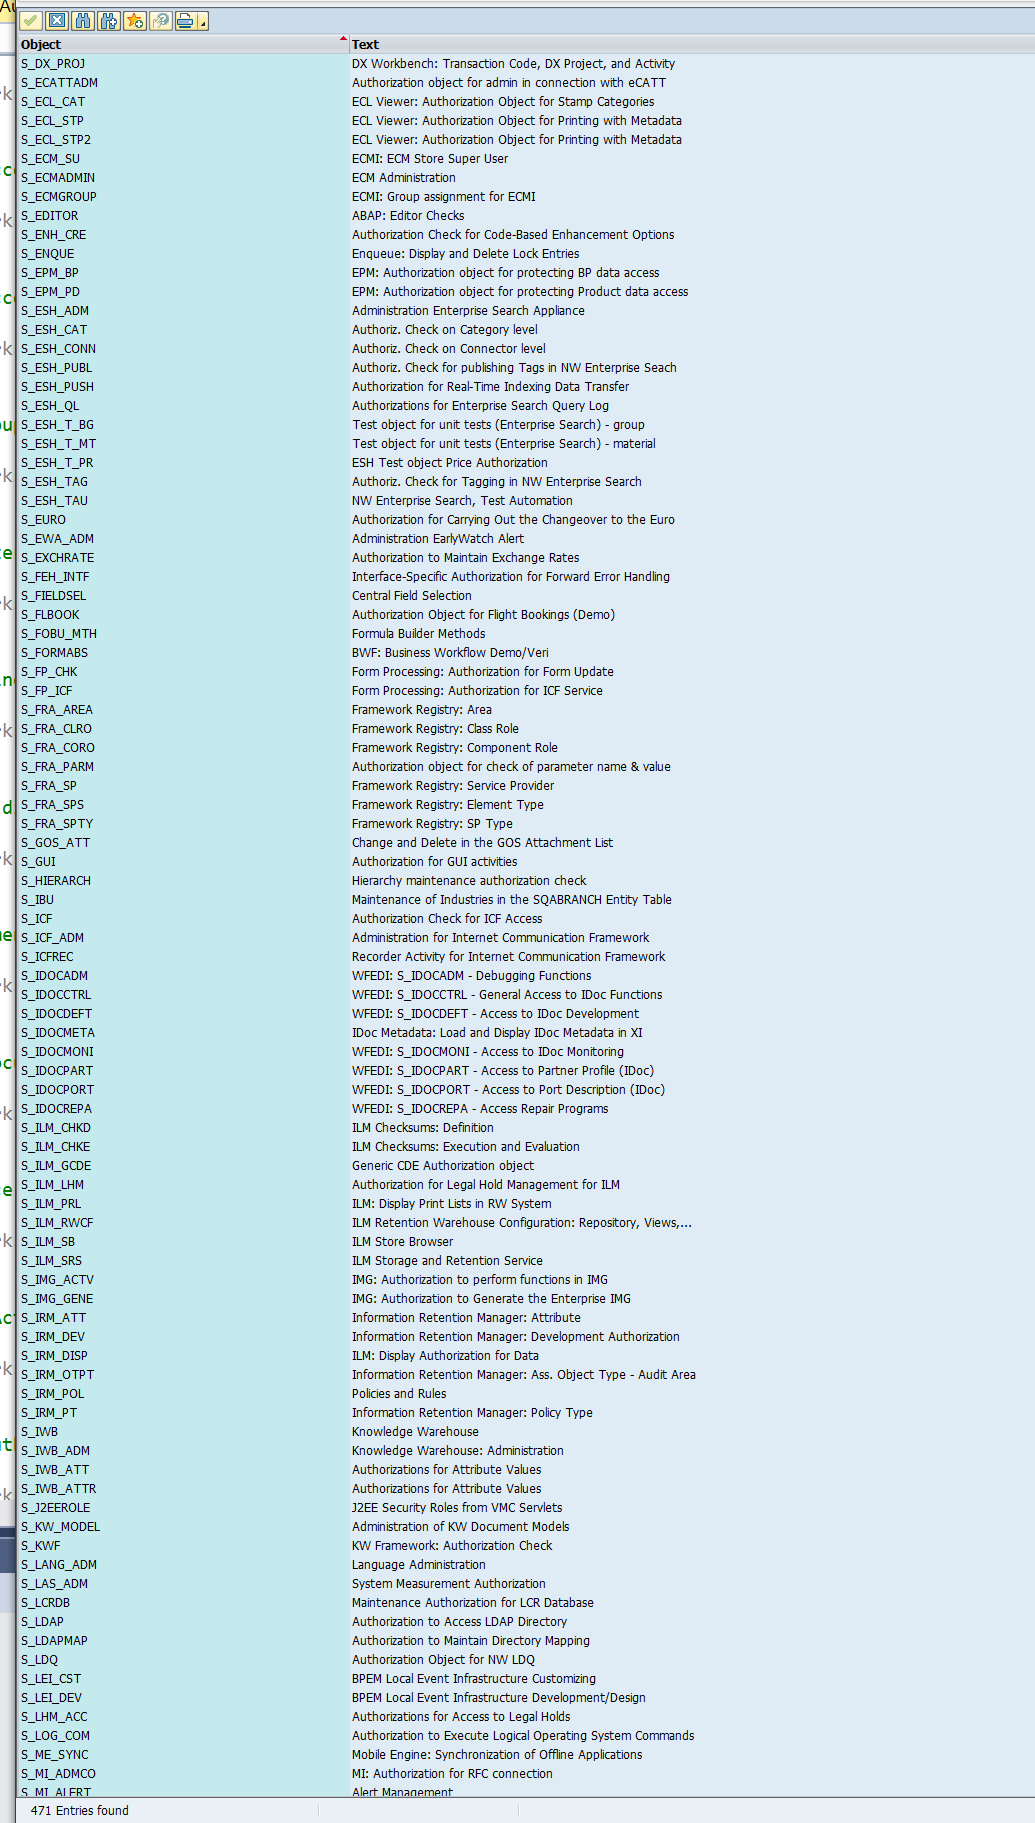 Object Text
S_DX_PROJ DX Workbench: Transaction Code, DX Project, and Activity
S_ECATTADM Authorization object for admin in connection with eCATT
S_ECL_CAT ECL Viewer: Authorization Object for Stamp Categories
S_ECL_STP ECL Viewer: Authorization Object for Printing with Metadata
S_ECL_STP2 ECL Viewer: Authorization Object for Printing with Metadata
S_ECM_SU ECMI: ECM Store Super User
S_ECMADMIN ECM Administration
S_ECMGROUP ECMI: Group assignment for ECMI
S_EDITOR ABAP: Editor Checks
S_ENH_CRE Authorization Check for Code-Based Enhancement Options
S_ENQUE Enqueue: Display and Delete Lock Entries
S_EPM_BP EPM: Authorization object for protecting BP data access
S_EPM_PD EPM: Authorization object for protecting Product data access
S_ESH_ADM Administration Enterprise Search Appliance
S_ESH_CAT Authoriz. Check on Category level
S_ESH_CONN Authoriz. Check on Connector level
S_ESH_PUBL Authoriz. Check for publishing Tags in NW Enterprise Seach
S_ESH_PUSH Authorization for Real-Time Indexing Data Transfer
S_ESH_QL Authorizations for Enterprise Search Query Log
S_ESH_T_BG Test object for unit tests (Enterprise Search) - group
S_ESH_T_MT Test object for unit tests (Enterprise Search) - material
S_ESH_T_PR ESH Test object Price Authorization
S_ESH_TAG Authoriz. Check for Tagging in NW Enterprise Search
S_ESH_TAU NW Enterprise Search, Test Automation
S_EURO Authorization for Carrying Out the Changeover to the Euro
S_EWA_ADM Administration EarlyWatch Alert
S_EXCHRATE Authorization to Maintain Exchange Rates
S_FEH_INTF Interface-Specific Authorization for Forward Error Handling
S_FIELDSEL Central Field Selection
S_FLBOOK Authorization Object for Flight Bookings (Demo)
S_FOBU_MTH Formula Builder Methods
S_FORMABS BWF: Business Workflow Demo/Veri
S_FP_CHK Form Processing: Authorization for Form Update
S_FP_ICF Form Processing: Authorization for ICF Service
S_FRA_AREA Framework Registry: Area
S_FRA_CLRO Framework Registry: Class Role
S_FRA_CORO Framework Registry: Component Role
S_FRA_PARM Authorization object for check of parameter name & value
S_FRA_SP Framework Registry: Service Provider
S_FRA_SPS Framework Registry: Element Type
S_FRA_SPTY Framework Registry: SP Type
S_GOS_ATT Change and Delete in the GOS Attachment List
S_GUI Authorization for GUI activities
S_HIERARCH Hierarchy maintenance authorization check
S_IBU Maintenance of Industries in the SQABRANCH Entity Table
S_ICF Authorization Check for ICF Access
S_ICF_ADM Administration for Internet Communication Framework
S_ICFREC Recorder Activity for Internet Communication Framework
S_IDOCADM WFEDI: S_IDOCADM - Debugging Functions
S_IDOCCTRL WFEDI: S_IDOCCTRL - General Access to IDoc Functions
S_IDOCDEFT WFEDI: S_IDOCDEFT - Access to IDoc Development
S_IDOCMETA IDoc Metadata: Load and Display IDoc Metadata in XI
S_IDOCMONI WFEDI: S_IDOCMONI - Access to IDoc Monitoring
S_IDOCPART WFEDI: S_IDOCPART - Access to Partner Profile (IDoc)
S_IDOCPORT WFEDI: S_IDOCPORT - Access to Port Description (IDoc)
S_IDOCREPA WFEDI: S_IDOCREPA - Access Repair Programs
S_ILM_CHKD ILM Checksums: Definition
S_ILM_CHKE ILM Checksums: Execution and Evaluation
S_ILM_GCDE Generic CDE Authorization object
S_ILM_LHM Authorization for Legal Hold Management for ILM
S_ILM_PRL ILM: Display Print Lists in RW System
S_ILM_RWCF ILM Retention Warehouse Configuration: Repository, Views,...
S_ILM_SB ILM Store Browser
S_ILM_SRS ILM Storage and Retention Service
S_IMG_ACTV IMG: Authorization to perform functions in IMG
S_IMG_GENE IMG: Authorization to Generate the Enterprise IMG
S_IRM_ATT Information Retention Manager: Attribute
S_IRM_DEV Information Retention Manager: Development Authorization
S_IRM_DISP ILM: Display Authorization for Data
S_IRM_OTPT Information Retention Manager: Ass. Object Type - Audit Area
S_IRM_POL Policies and Rules
S_IRM_PT Information Retention Manager: Policy Type
S_IWB Knowledge Warehouse
S_IWB_ADM Knowledge Warehouse: Administration
S_IWB_ATT Authorizations for Attribute Values
S_IWB_ATTR Authorizations for Attribute Values
S_J2EEROLE J2EE Security Roles from VMC Servlets
S_KW_MODEL Administration of KW Document Models
S_KWF KW Framework: Authorization Check
S_LANG_ADM Language Administration
S_LAS_ADM System Measurement Authorization
S_LCRDB Maintenance Authorization for LCR Database
S_LDAP Authorization to Access LDAP Directory
S_LDAPMAP Authorization to Maintain Directory Mapping
S_LDQ Authorization Object for NW LDQ
S_LEI_CST BPEM Local Event Infrastructure Customizing
S_LEI_DEV BPEM Local Event Infrastructure Development/Design
S_LHM_ACC Authorizations for Access to Legal Holds
S_LOG_COM Authorization to Execute Logical Operating System Commands
S_ME_SYNC Mobile Engine: Synchronization of Offline Applications
S_MI_ADMCO MI: Authorization for RFC connection
S_MI_ALERT Alert Management
471 Entries found